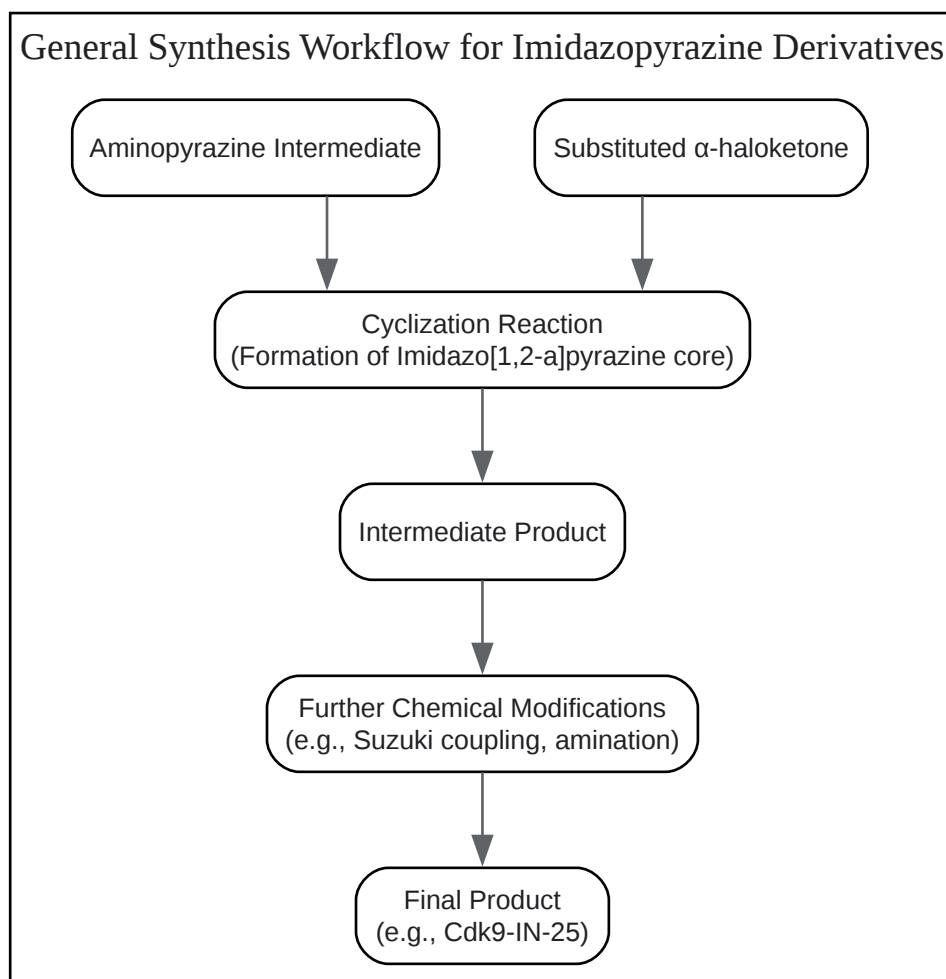 General Synthesis Workflow for Imidazopyrazine Derivatives
Aminopyrazine Intermediate
Substituted α-haloketone
Cyclization Reaction
(Formation of Imidazo[1,2-a]pyrazine core)
Intermediate Product
Further Chemical Modifications
(e.g., Suzuki coupling, amination)
Final Product
(e.g., Cdk9-IN-25)